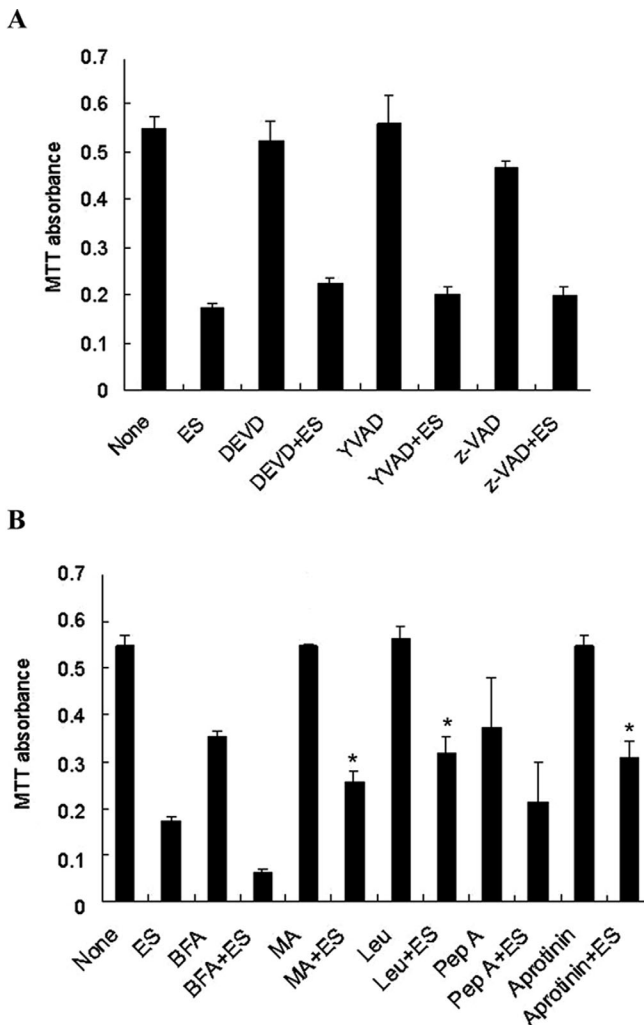 A
MTT absorbance
0.7
0.6
0.5
0.4
0.3
0.2
0.1
0
None
ES
DEVD
DEVD+ES
YVAD
YVAD+ES
z-VAD
z-VAD+ES
B
MTT absorbance
0.7
0.6
0.5
0.4
0.3
0.2
0.1
0
*
*
*
None
ES
BFA
BFA+ES
MA
MA+ES
Leu
Leu+ES
Pep A
Pep A+ES
Aprotinin
Aprotinin+ES